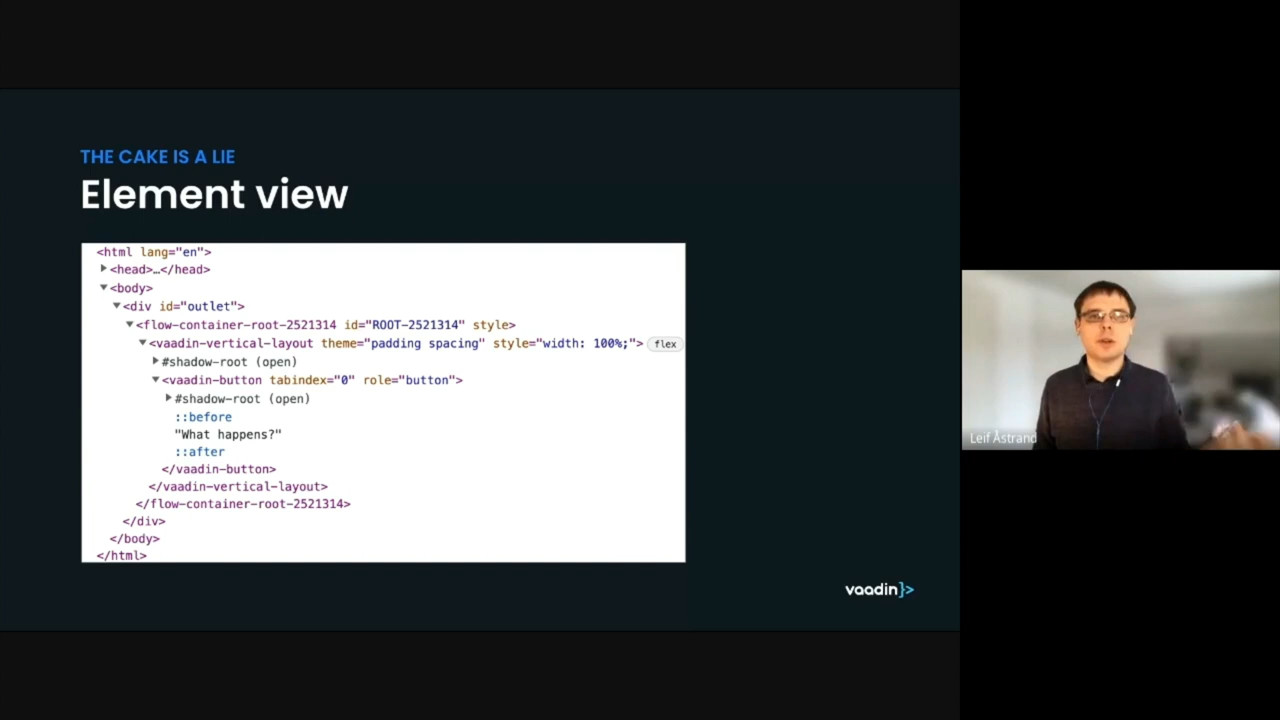 THE CAKE IS A LIE
Element view
<html lang="en">
<head>…</head>
<body>
<div id="outlet">
<flow-container-root-2521314 id="ROOT-2521314" style>
<vaadin-vertical-layout theme="padding spacing" style="width: 100%;"> flex
#shadow-root (open)
<vaadin-button tabindex="0" role="button">
#shadow-root (open)
::before
"What happens?"
::after
</vaadin-button>
</vaadin-vertical-layout>
</flow-container-root-2521314>
</div>
</body>
</html>
vaadin}>
Leif Åstrand